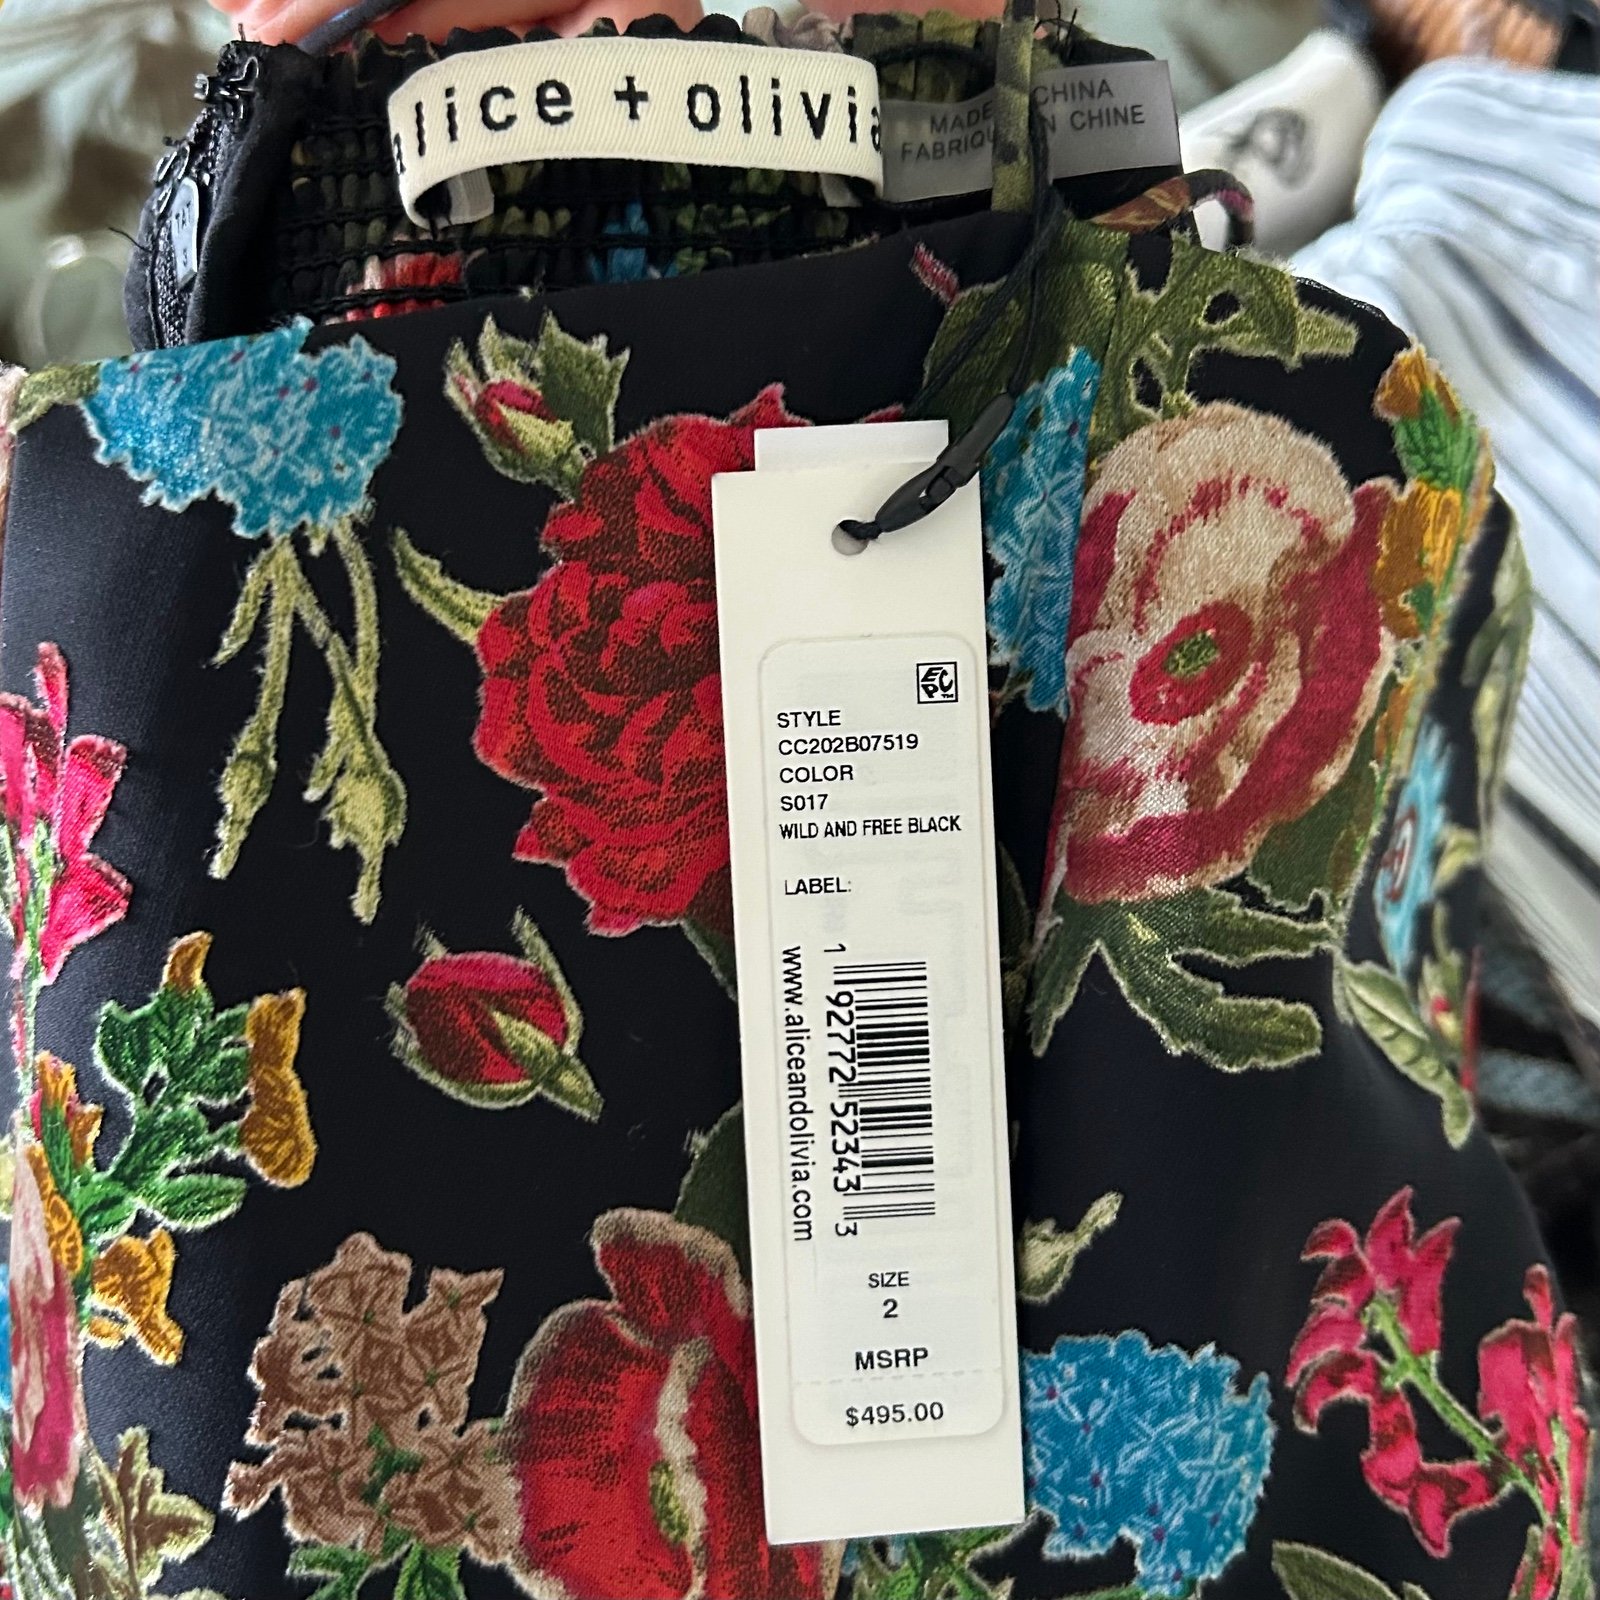 alice + olivia
MADE IN CHINA
FABRIQUÉ EN CHINE
EPC™
STYLE
CC202B07519
COLOR
S017
WILD AND FREE BLACK
LABEL:
www.aliceandolivia.com
1 92772 52343 3
SIZE
2
MSRP
$495.00